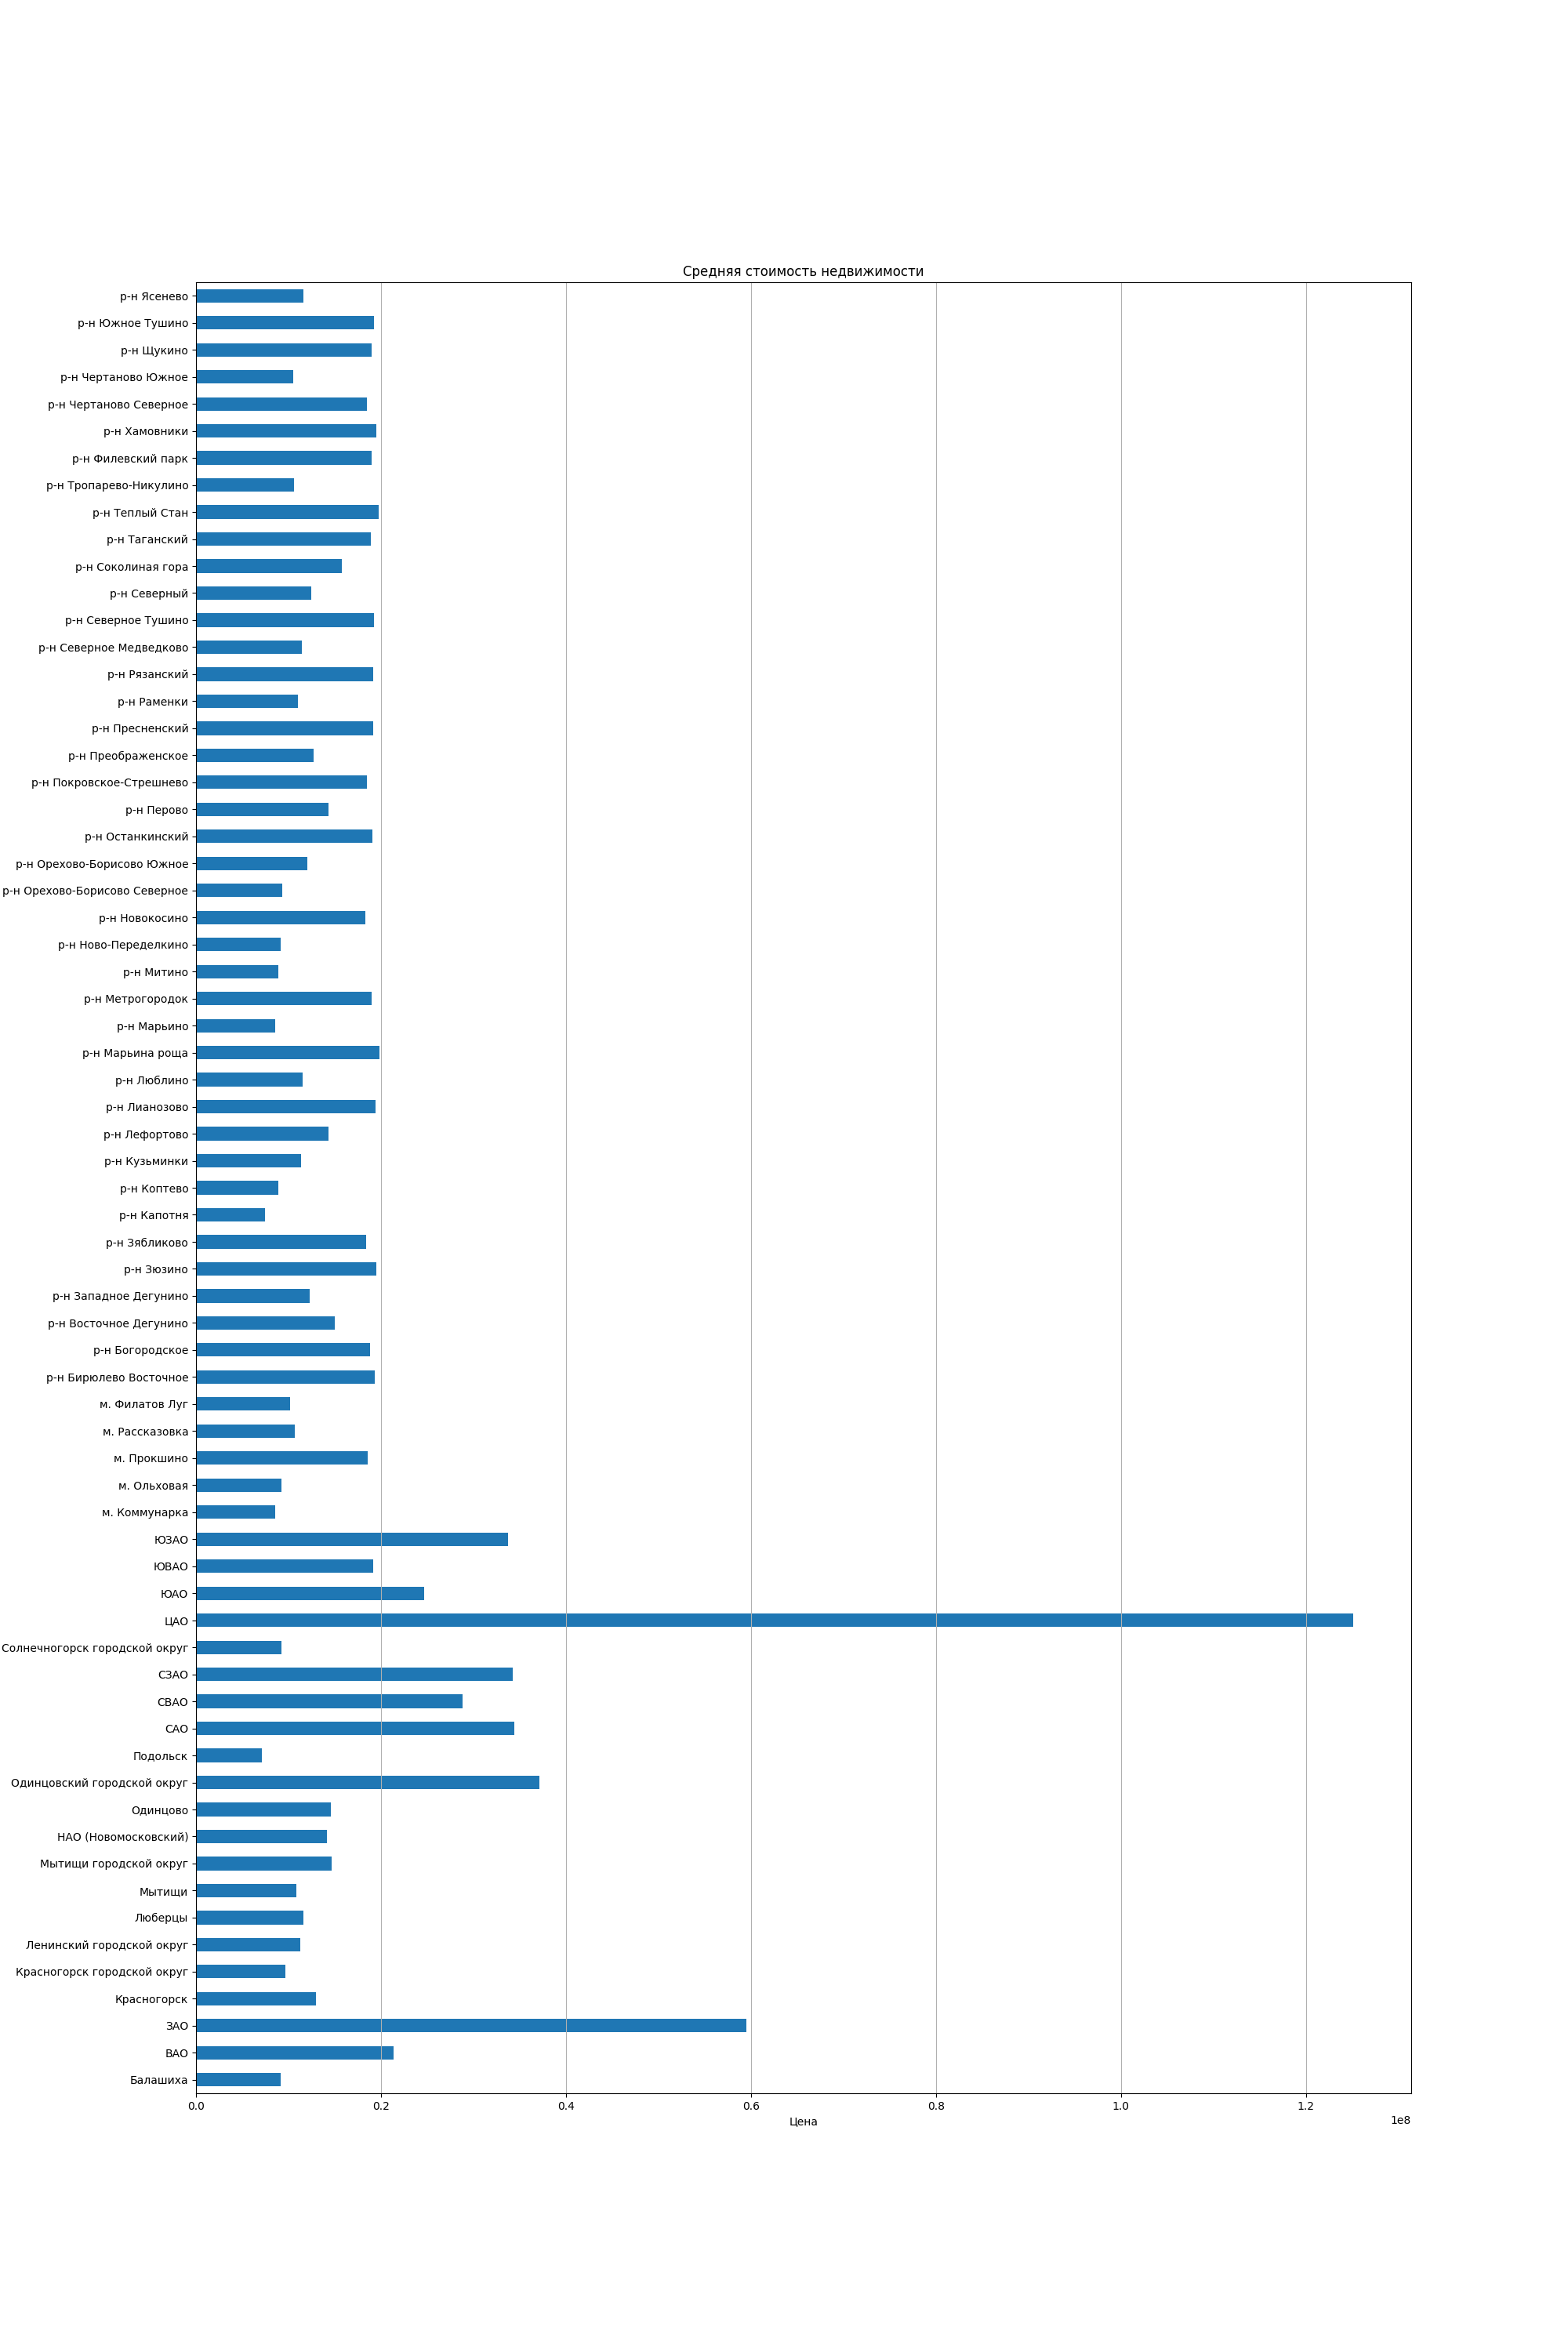 Средняя стоимость недвижимости
р-н Ясенево
р-н Южное Тушино
р-н Щукино
р-н Чертаново Южное
р-н Чертаново Северное
р-н Хамовники
р-н Филевский парк
р-н Тропарево-Никулино
р-н Теплый Стан
р-н Таганский
р-н Соколиная гора
р-н Северный
р-н Северное Тушино
р-н Северное Медведково
р-н Рязанский
р-н Раменки
р-н Пресненский
р-н Преображенское
р-н Покровское-Стрешнево
р-н Перово
р-н Останкинский
р-н Орехово-Борисово Южное
р-н Орехово-Борисово Северное
р-н Новокосино
р-н Ново-Переделкино
р-н Митино
р-н Метрогородок
р-н Марьино
р-н Марьина роща
р-н Люблино
р-н Лианозово
р-н Лефортово
р-н Кузьминки
р-н Коптево
р-н Капотня
р-н Зябликово
р-н Зюзино
р-н Западное Дегунино
р-н Восточное Дегунино
р-н Богородское
р-н Бирюлево Восточное
м. Филатов Луг
м. Рассказовка
м. Прокшино
м. Ольховая
м. Коммунарка
ЮЗАО
ЮВАО
ЮАО
ЦАО
Солнечногорск городской округ
СЗАО
СВАО
САО
Подольск
Одинцовский городской округ
Одинцово
НАО (Новомосковский)
Мытищи городской округ
Мытищи
Люберцы
Ленинский городской округ
Красногорск городской округ
Красногорск
ЗАО
ВАО
Балашиха
0.0 0.2 0.4 0.6 0.8 1.0 1.2
Цена
1e8